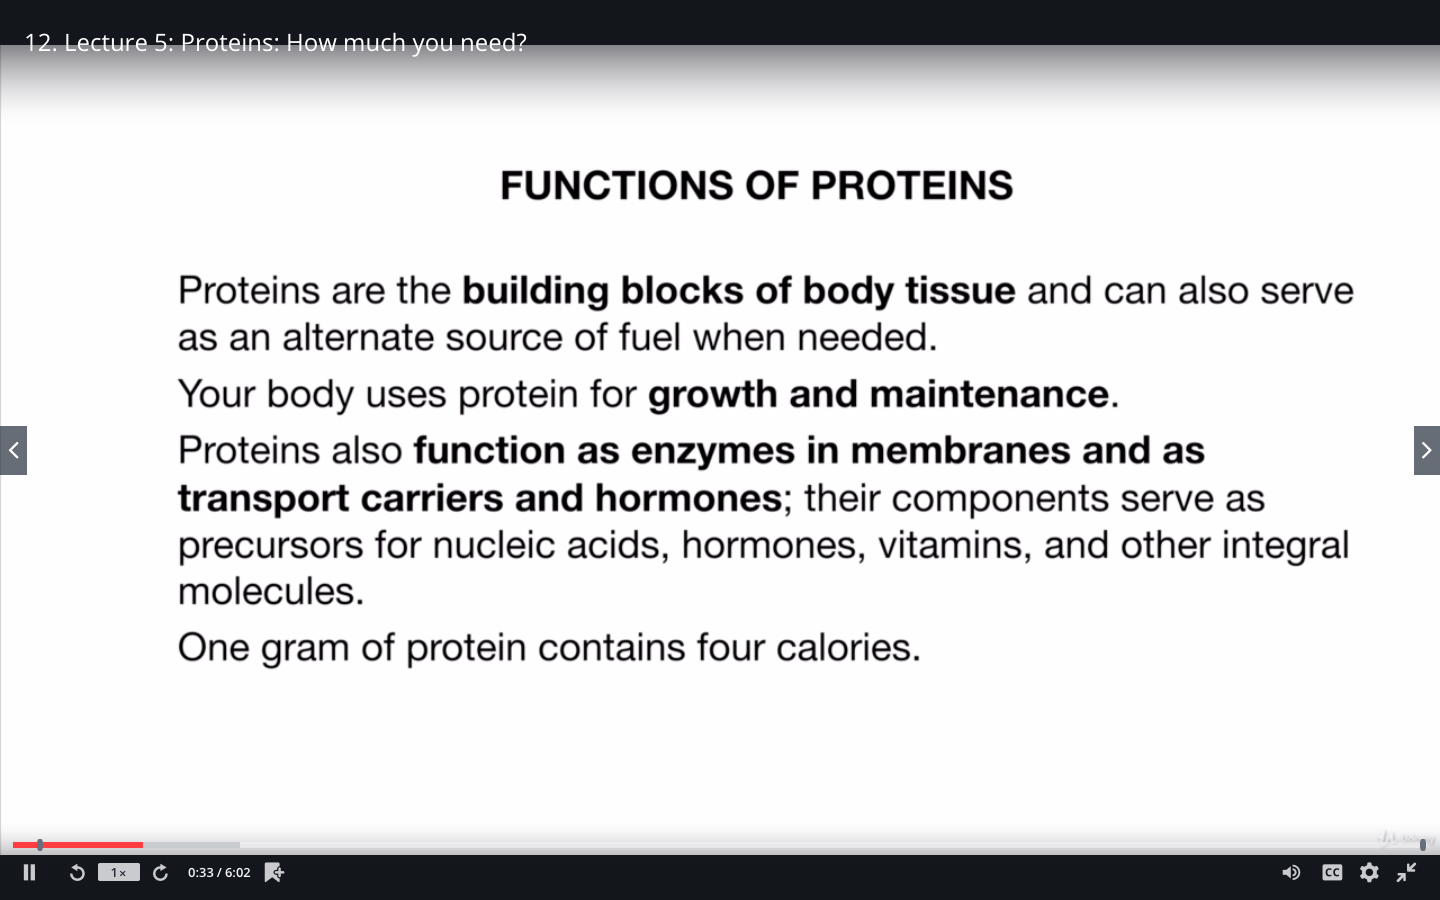 12. Lecture 5: Proteins: How much you need?
FUNCTIONS OF PROTEINS
Proteins are the building blocks of body tissue and can also serve
as an alternate source of fuel when needed.
Your body uses protein for growth and maintenance.
Proteins also function as enzymes in membranes and as
transport carriers and hormones; their components serve as
precursors for nucleic acids, hormones, vitamins, and other integral
molecules.
One gram of protein contains four calories.
1×
0:33 / 6:02
CC